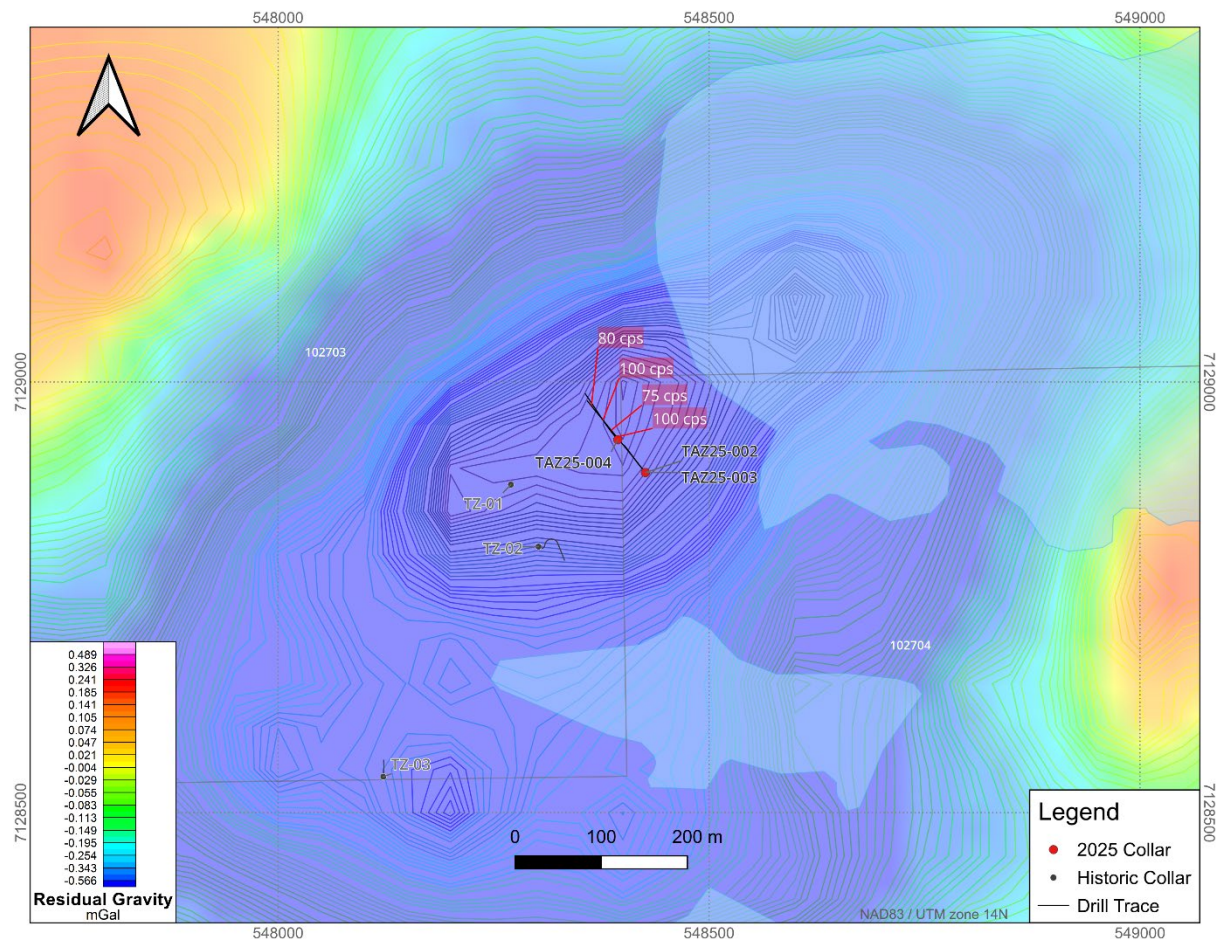 548000
548500
549000
7129000
7129000
102703
80 cps
100 cps
75 cps
100 cps
TAZ25-002
TAZ25-004
TAZ25-003
TZ-01
TZ-02
102704
TZ-03
0.489
0.326
0.241
0.185
0.141
0.105
0.074
0.047
0.021
-0.004
-0.029
-0.055
-0.083
-0.113
-0.149
-0.195
-0.254
-0.343
-0.566
Residual Gravity
mGal
7128500
7128500
0 100 200 m
Legend
2025 Collar
Historic Collar
Drill Trace
NAD83 / UTM zone 14N
548000
548500
549000